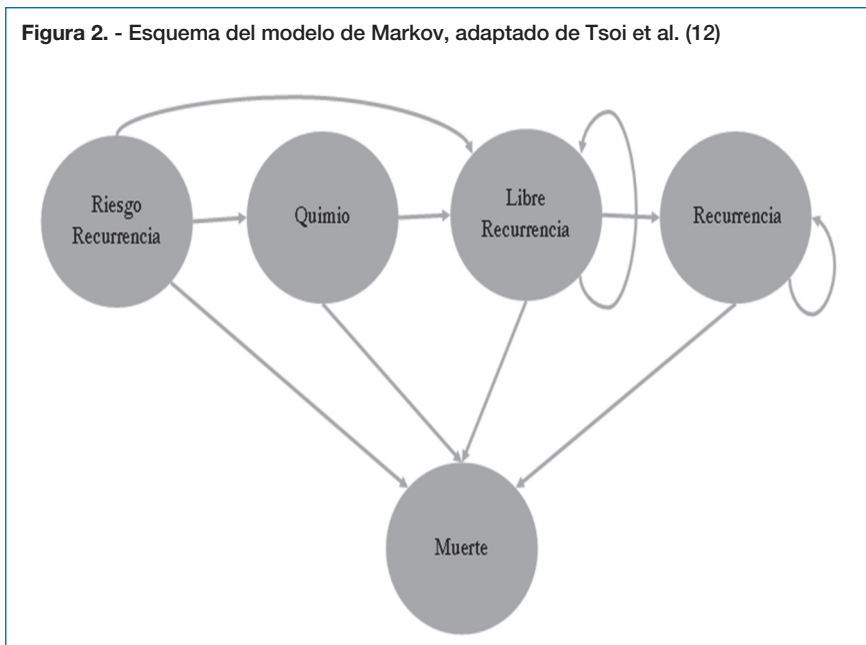 Figura 2. - Esquema del modelo de Markov, adaptado de Tsoi et al. (12)
Riesgo
Recurrencia
Quimio
Libre
Recurrencia
Recurrencia
Muerte